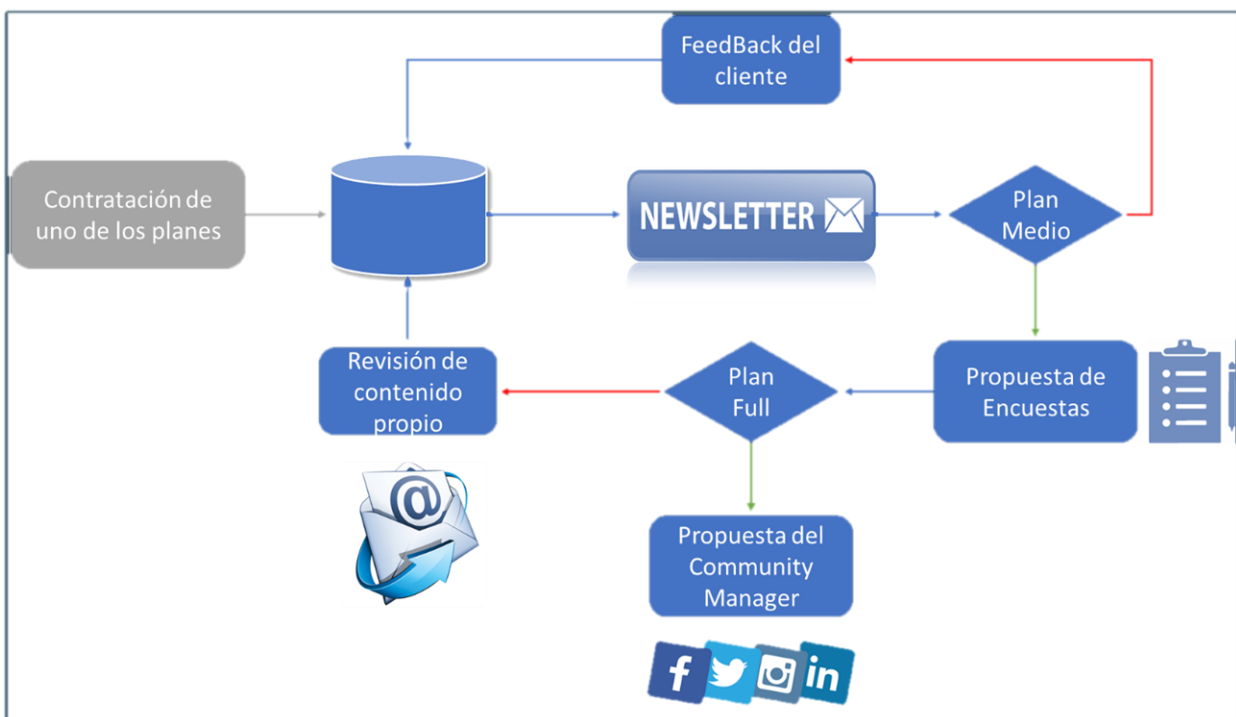 FeedBack del
cliente
Contratación de
uno de los planes
NEWSLETTER
Plan
Medio
Revisión de
contenido
propio
Plan
Full
Propuesta de
Encuestas
@
Propuesta del
Community
Manager
f
in